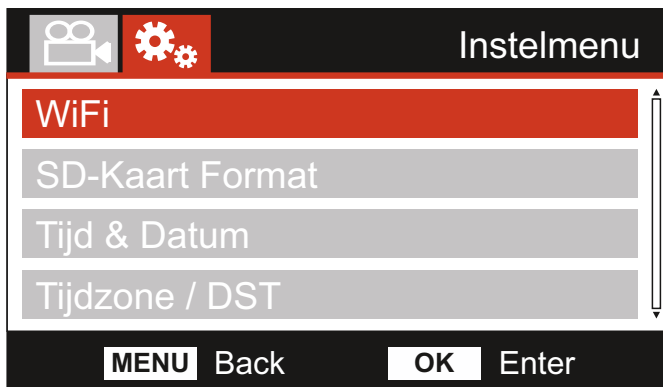 Instelmenu
WiFi
SD-Kaart Format
Tijd & Datum
Tijdzone / DST
MENU Back OK Enter